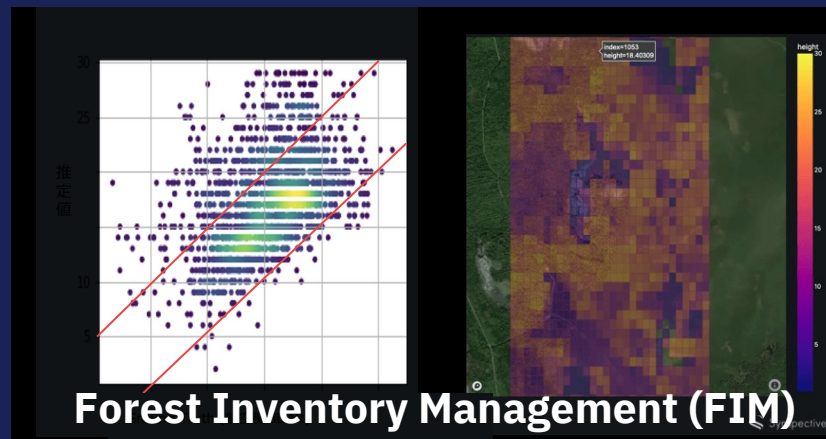 30
25
推定値
10
5
index=1053
height=18.40309
height
30
25
20
15
10
5
Forest Inventory Management (FIM)
Synspective